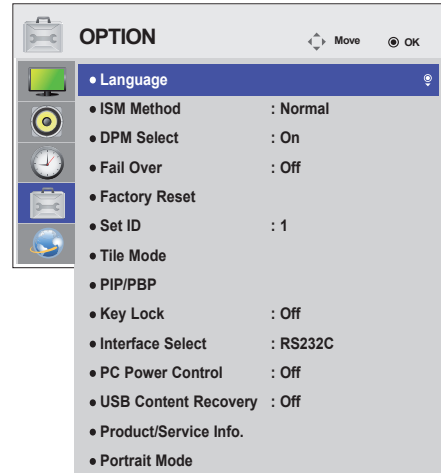 OPTION Move OK
● Language
● ISM Method : Normal
● DPM Select : On
● Fail Over : Off
● Factory Reset
● Set ID : 1
● Tile Mode
● PIP/PBP
● Key Lock : Off
● Interface Select : RS232C
● PC Power Control : Off
● USB Content Recovery : Off
● Product/Service Info.
● Portrait Mode